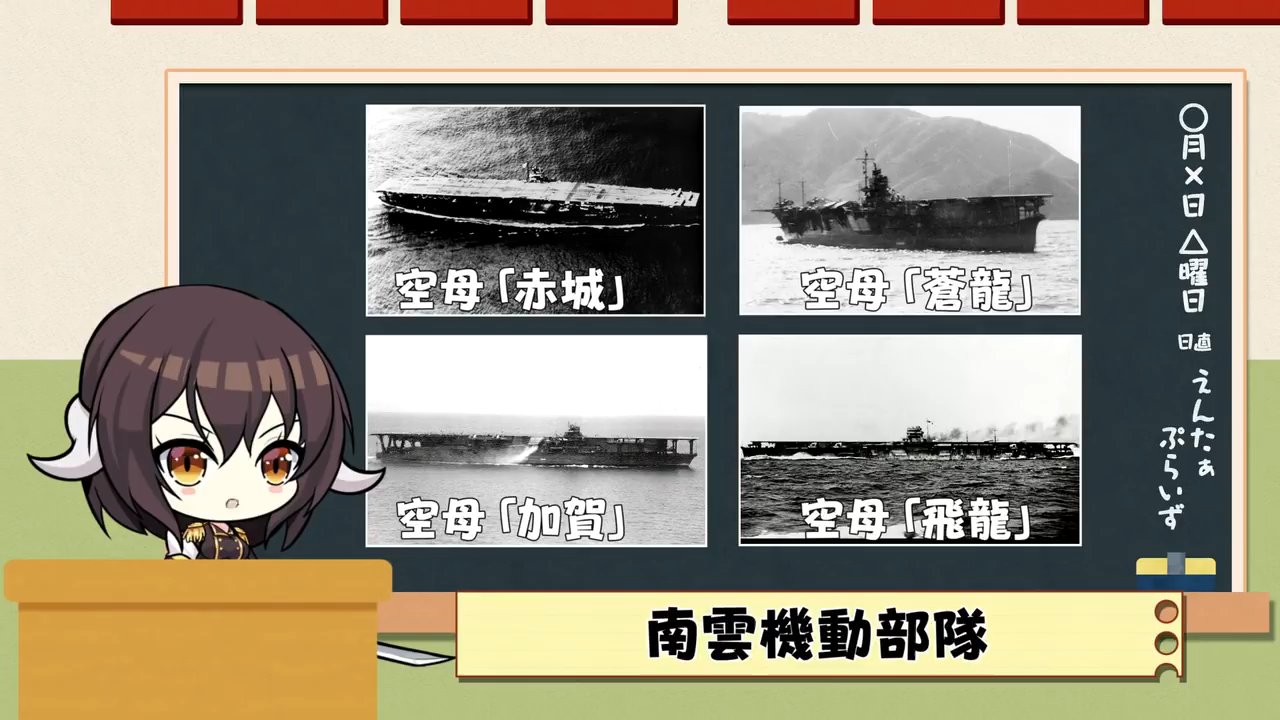 空母「赤城」
空母「蒼龍」
空母「加賀」
空母「飛龍」
〇月×日△曜日
日直
えんたぁ
ぷらいず
南雲機動部隊